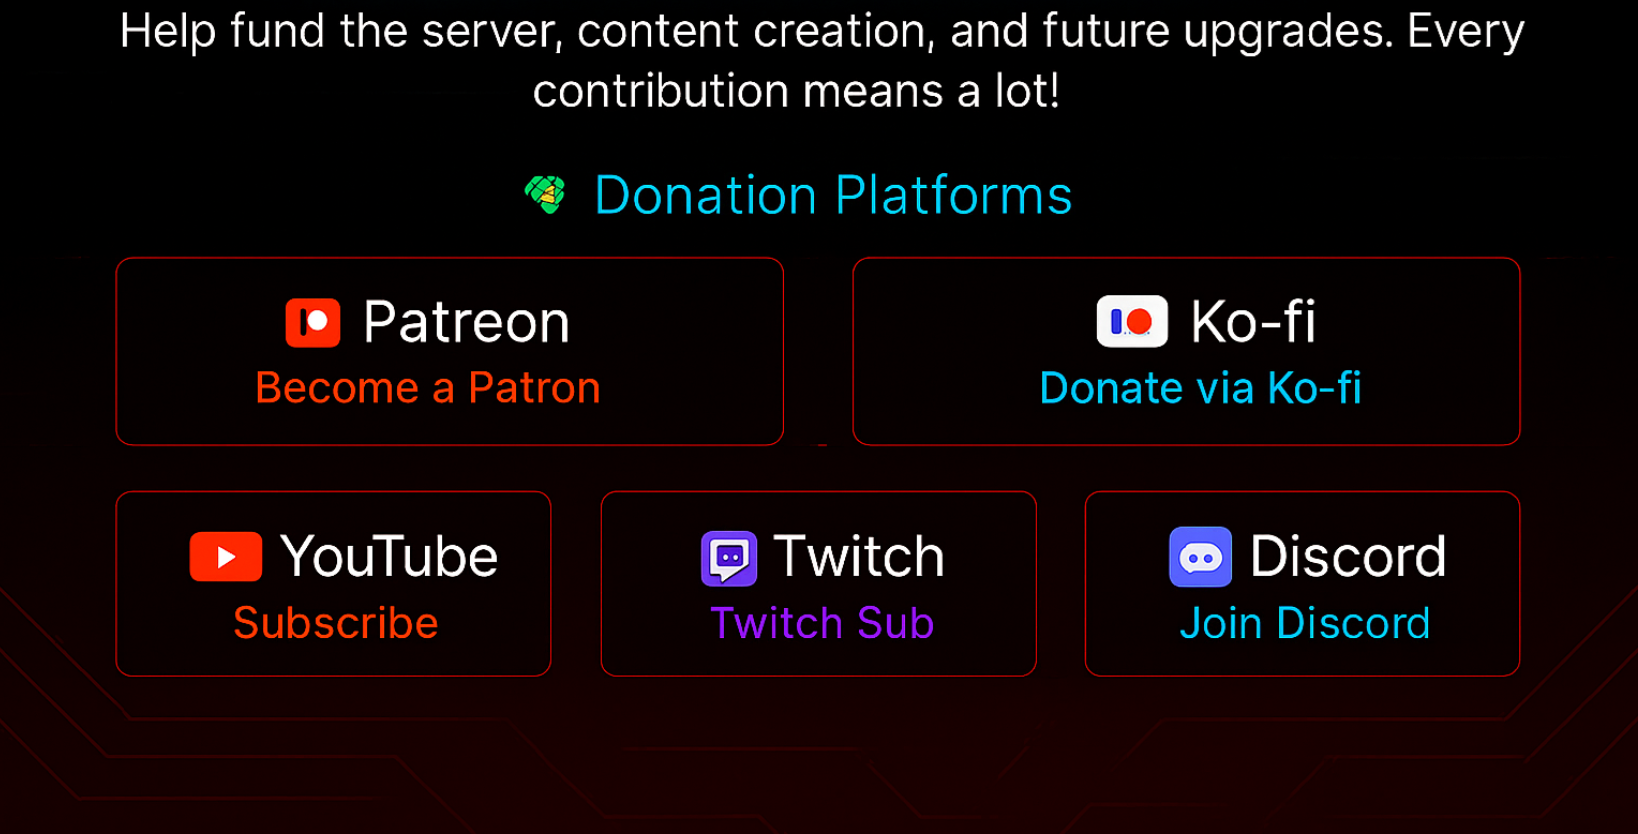 Help fund the server, content creation, and future upgrades. Every
contribution means a lot!
Donation Platforms
Patreon
Become a Patron
Ko-fi
Donate via Ko-fi
YouTube
Subscribe
Twitch
Twitch Sub
Discord
Join Discord